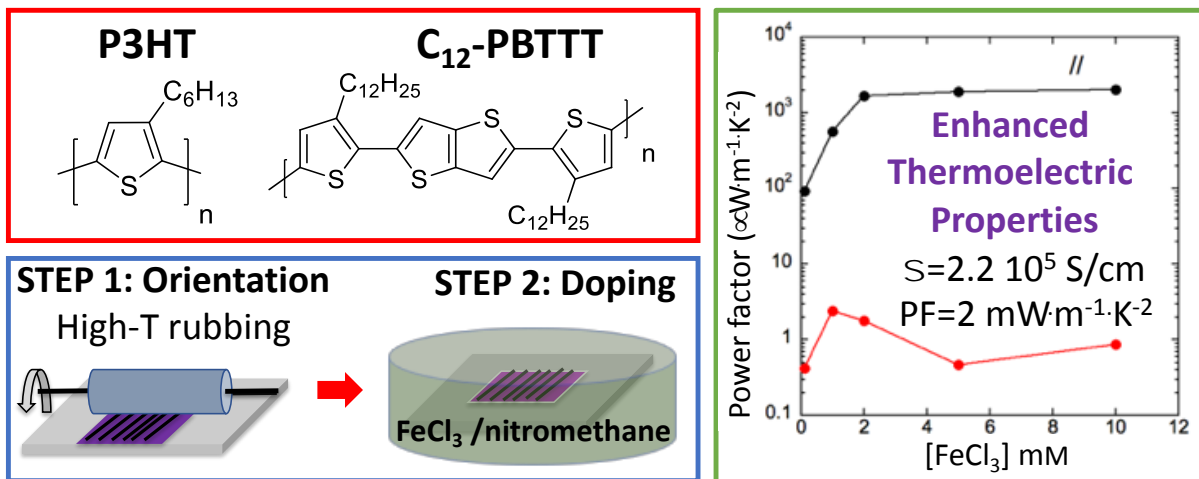 P3HT
C₆H₁₃
S
n
C₁₂-PBTTT
C₁₂H₂₅
S
S
S
S
n
C₁₂H₂₅
STEP 1: Orientation
High-T rubbing
STEP 2: Doping
FeCl₃ /nitromethane
Power factor (∝W·m⁻¹·K⁻²)
10⁴
10³
10²
10
1
0.1
//
Enhanced
Thermoelectric
Properties
S=2.2 10⁵ S/cm
PF=2 mW·m⁻¹·K⁻²
0 2 4 6 8 10 12
[FeCl₃] mM